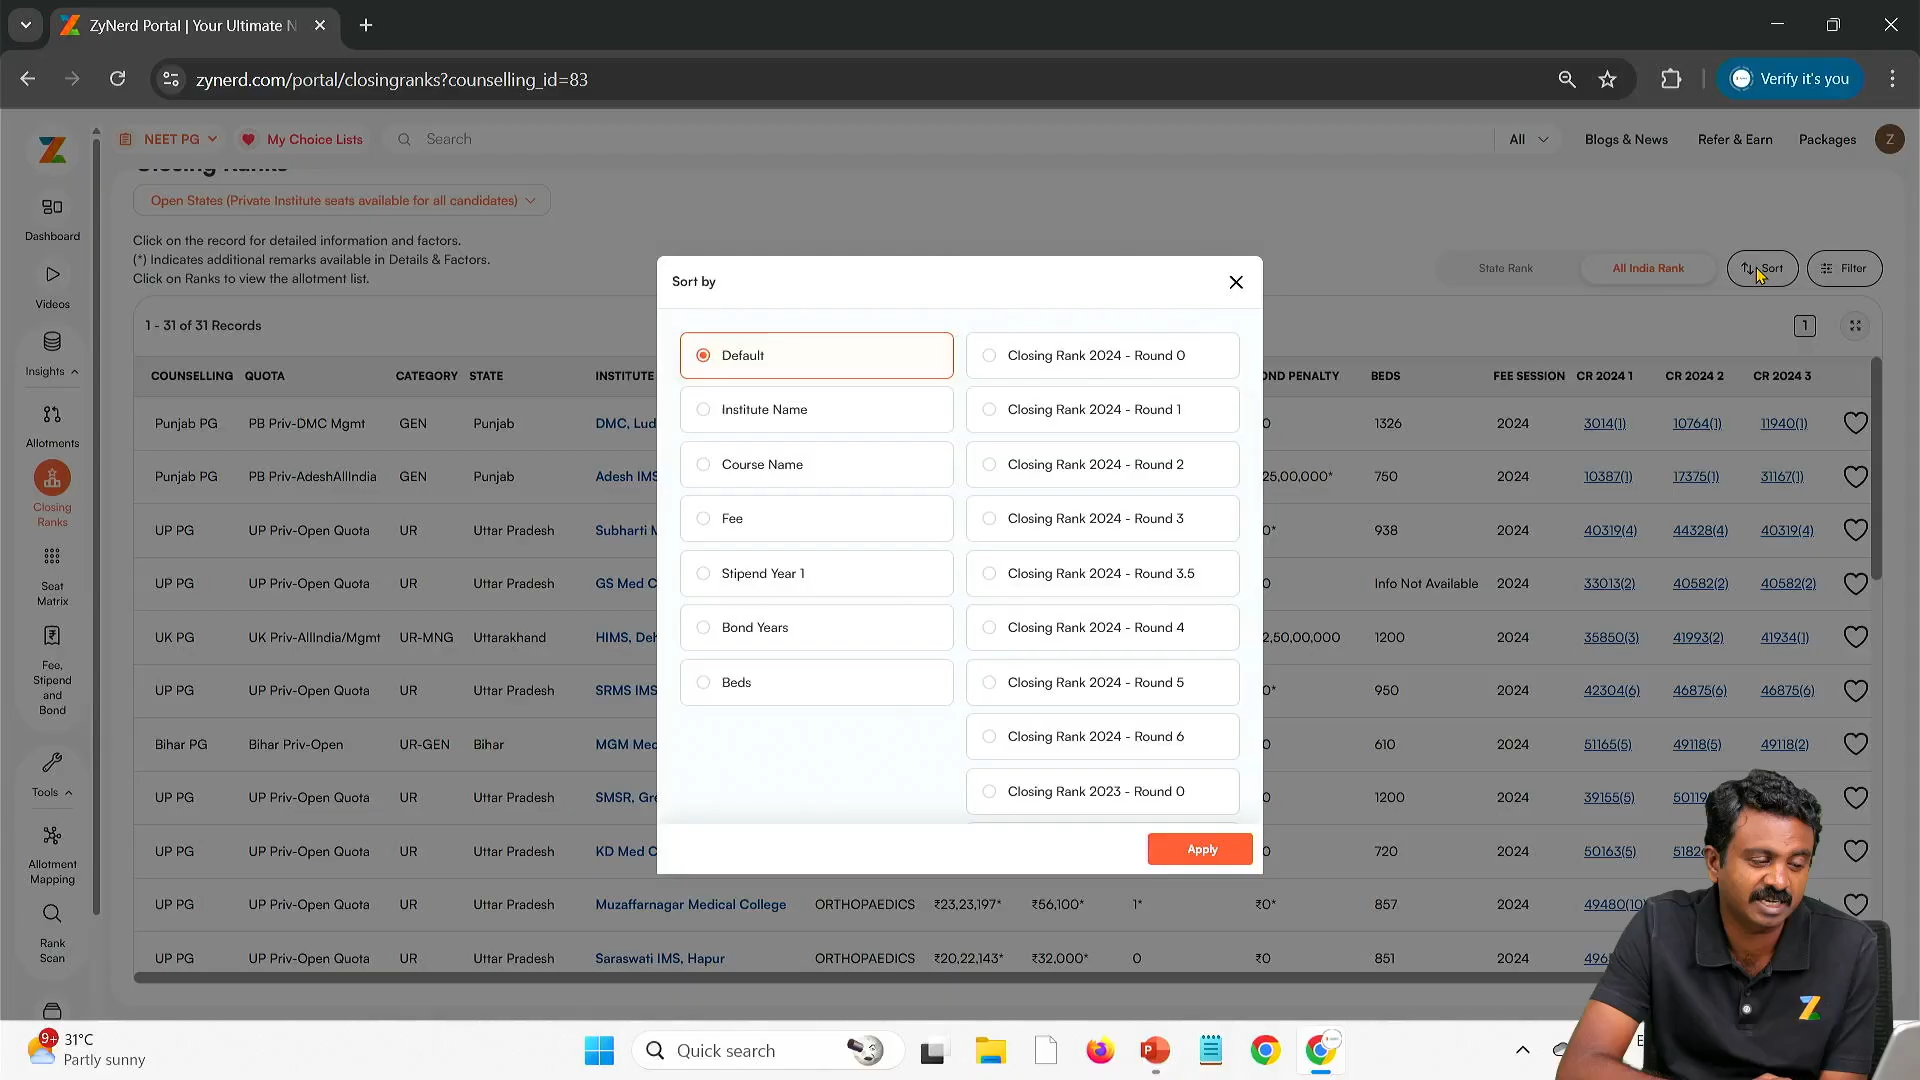 ZyNerd Portal | Your Ultimate N
zynerd.com/portal/closingranks?counselling_id=83
Verify it's you
NEET PG
My Choice Lists
Search
All
Blogs & News
Refer & Earn
Packages
Z
Closing Ranks
Open States (Private Institute seats available for all candidates)
Click on the record for detailed information and factors.
(*) Indicates additional remarks available in Details & Factors.
Click on Ranks to view the allotment list.
State Rank
All India Rank
Sort
Filter
1 - 31 of 31 Records
1
Dashboard
Videos
Insights
Allotments
Closing
Ranks
Seat
Matrix
Fee,
Stipend
and
Bond
Tools
Allotment
Mapping
Rank
Scan
COUNSELLING QUOTA CATEGORY STATE INSTITUTE OND PENALTY BEDS FEE SESSION CR 2024 1 CR 2024 2 CR 2024 3
Punjab PG PB Priv-DMC Mgmt GEN Punjab DMC, Lud 0 1326 2024 3014(1) 10764(1) 11940(1)
Punjab PG PB Priv-AdeshAllIndia GEN Punjab Adesh IMS 25,00,000* 750 2024 10387(1) 17375(1) 31167(1)
UP PG UP Priv-Open Quota UR Uttar Pradesh Subharti M 0* 938 2024 40319(4) 44328(4) 40319(4)
UP PG UP Priv-Open Quota UR Uttar Pradesh GS Med C 0 Info Not Available 2024 33013(2) 40582(2) 40582(2)
UK PG UK Priv-AllIndia/Mgmt UR-MNG Uttarakhand HIMS, Deh 2,50,00,000 1200 2024 35850(3) 41993(2) 41934(1)
UP PG UP Priv-Open Quota UR Uttar Pradesh SRMS IMS 0* 950 2024 42304(6) 46875(6) 46875(6)
Bihar PG Bihar Priv-Open UR-GEN Bihar MGM Med 0 610 2024 51165(5) 49118(5) 49118(2)
UP PG UP Priv-Open Quota UR Uttar Pradesh SMSR, Gre 0 1200 2024 39155(5) 50119
UP PG UP Priv-Open Quota UR Uttar Pradesh KD Med C 0 720 2024 50163(5) 5182
UP PG UP Priv-Open Quota UR Uttar Pradesh Muzaffarnagar Medical College ORTHOPAEDICS ₹23,23,197* ₹56,100* 1* ₹0* 857 2024 49480(10)
UP PG UP Priv-Open Quota UR Uttar Pradesh Saraswati IMS, Hapur ORTHOPAEDICS ₹20,22,143* ₹32,000* 0 ₹0 851 2024 496
Sort by
Default
Institute Name
Course Name
Fee
Stipend Year 1
Bond Years
Beds
Closing Rank 2024 - Round 0
Closing Rank 2024 - Round 1
Closing Rank 2024 - Round 2
Closing Rank 2024 - Round 3
Closing Rank 2024 - Round 3.5
Closing Rank 2024 - Round 4
Closing Rank 2024 - Round 5
Closing Rank 2024 - Round 6
Closing Rank 2023 - Round 0
Apply
9+
31°C
Partly sunny
Quick search